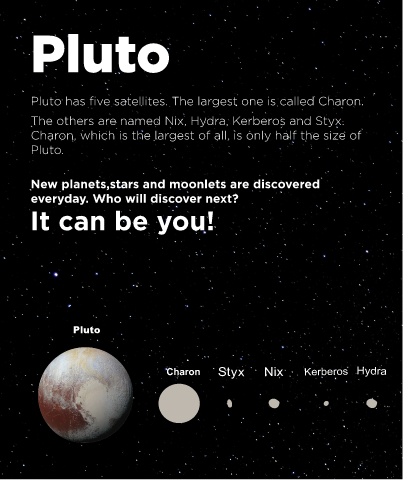 Pluto
Pluto has five satellites. The largest one is called Charon.
The others are named Nix, Hydra, Kerberos and Styx.
Charon, which is the largest of all, is only half the size of
Pluto.
New planets,stars and moonlets are discovered
everyday. Who will discover next?
It can be you!
Pluto
Charon Styx Nix Kerberos Hydra